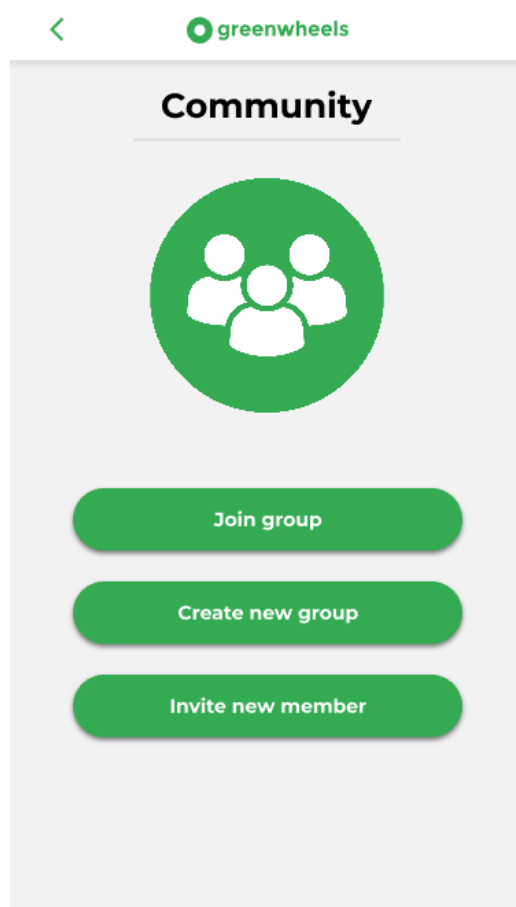 greenwheels
Community
Join group
Create new group
Invite new member